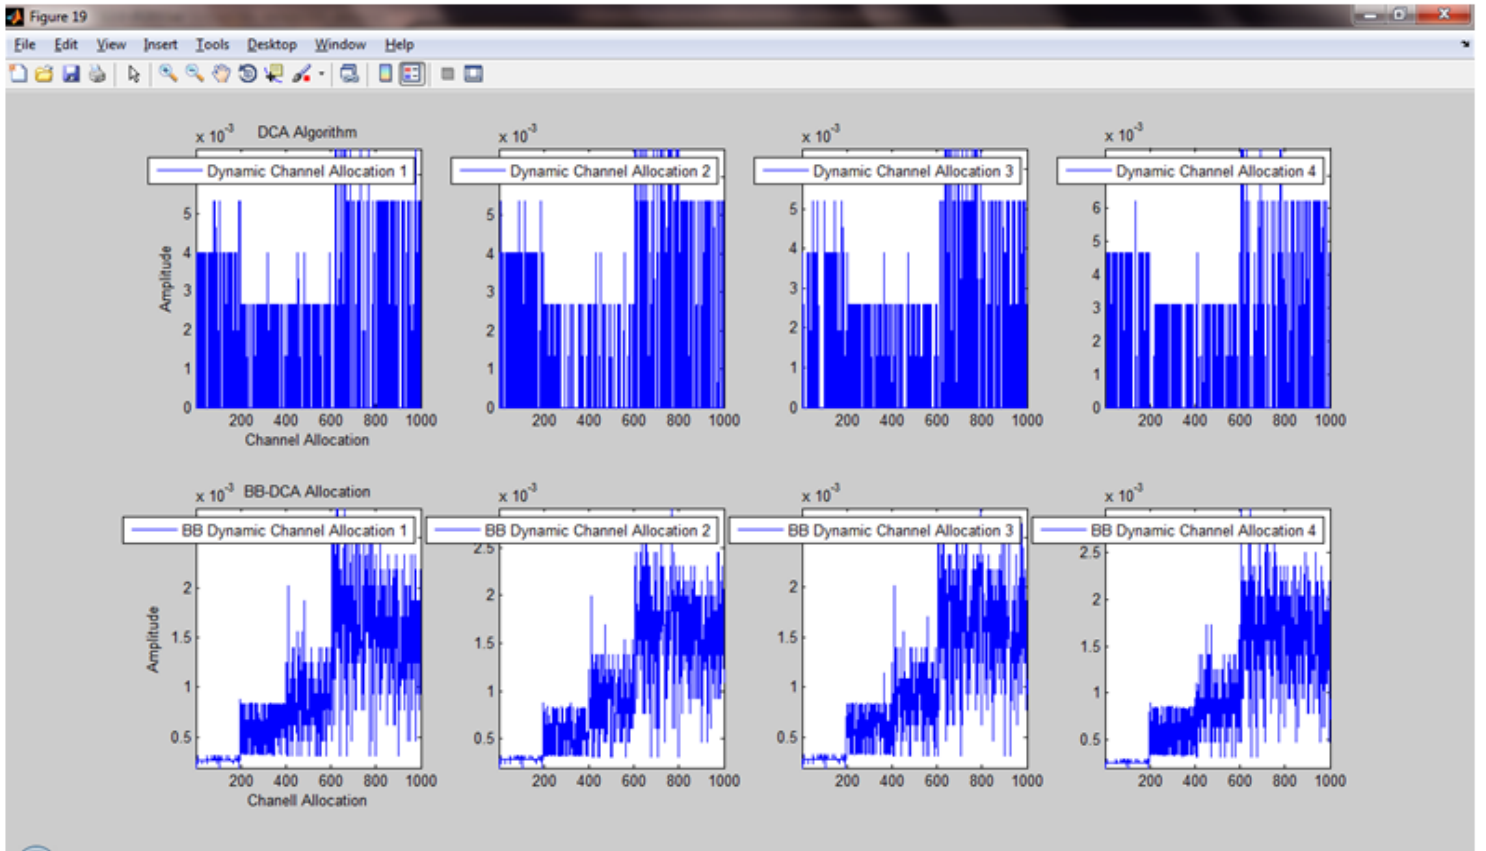 Figure 19
File Edit View Insert Tools Desktop Window Help
x 10-3 DCA Algorithm x 10-3 x 10-3 x 10-3
Dynamic Channel Allocation 1 Dynamic Channel Allocation 2 Dynamic Channel Allocation 3 Dynamic Channel Allocation 4
Amplitude
5 4 3 2 1 0
5 4 3 2 1 0
5 4 3 2 1 0
6 5 4 3 2 1 0
200 400 600 800 1000 200 400 600 800 1000 200 400 600 800 1000 200 400 600 800 1000
Channel Allocation
x 10-3 BB-DCA Allocation x 10-3 x 10-3 x 10-3
BB Dynamic Channel Allocation 1 BB Dynamic Channel Allocation 2 BB Dynamic Channel Allocation 3 BB Dynamic Channel Allocation 4
Amplitude
2 1.5 1 0.5
2.5 2 1.5 1 0.5
2 1.5 1 0.5
2.5 2 1.5 1 0.5
200 400 600 800 1000 200 400 600 800 1000 200 400 600 800 1000 200 400 600 800 1000
Chanell Allocation